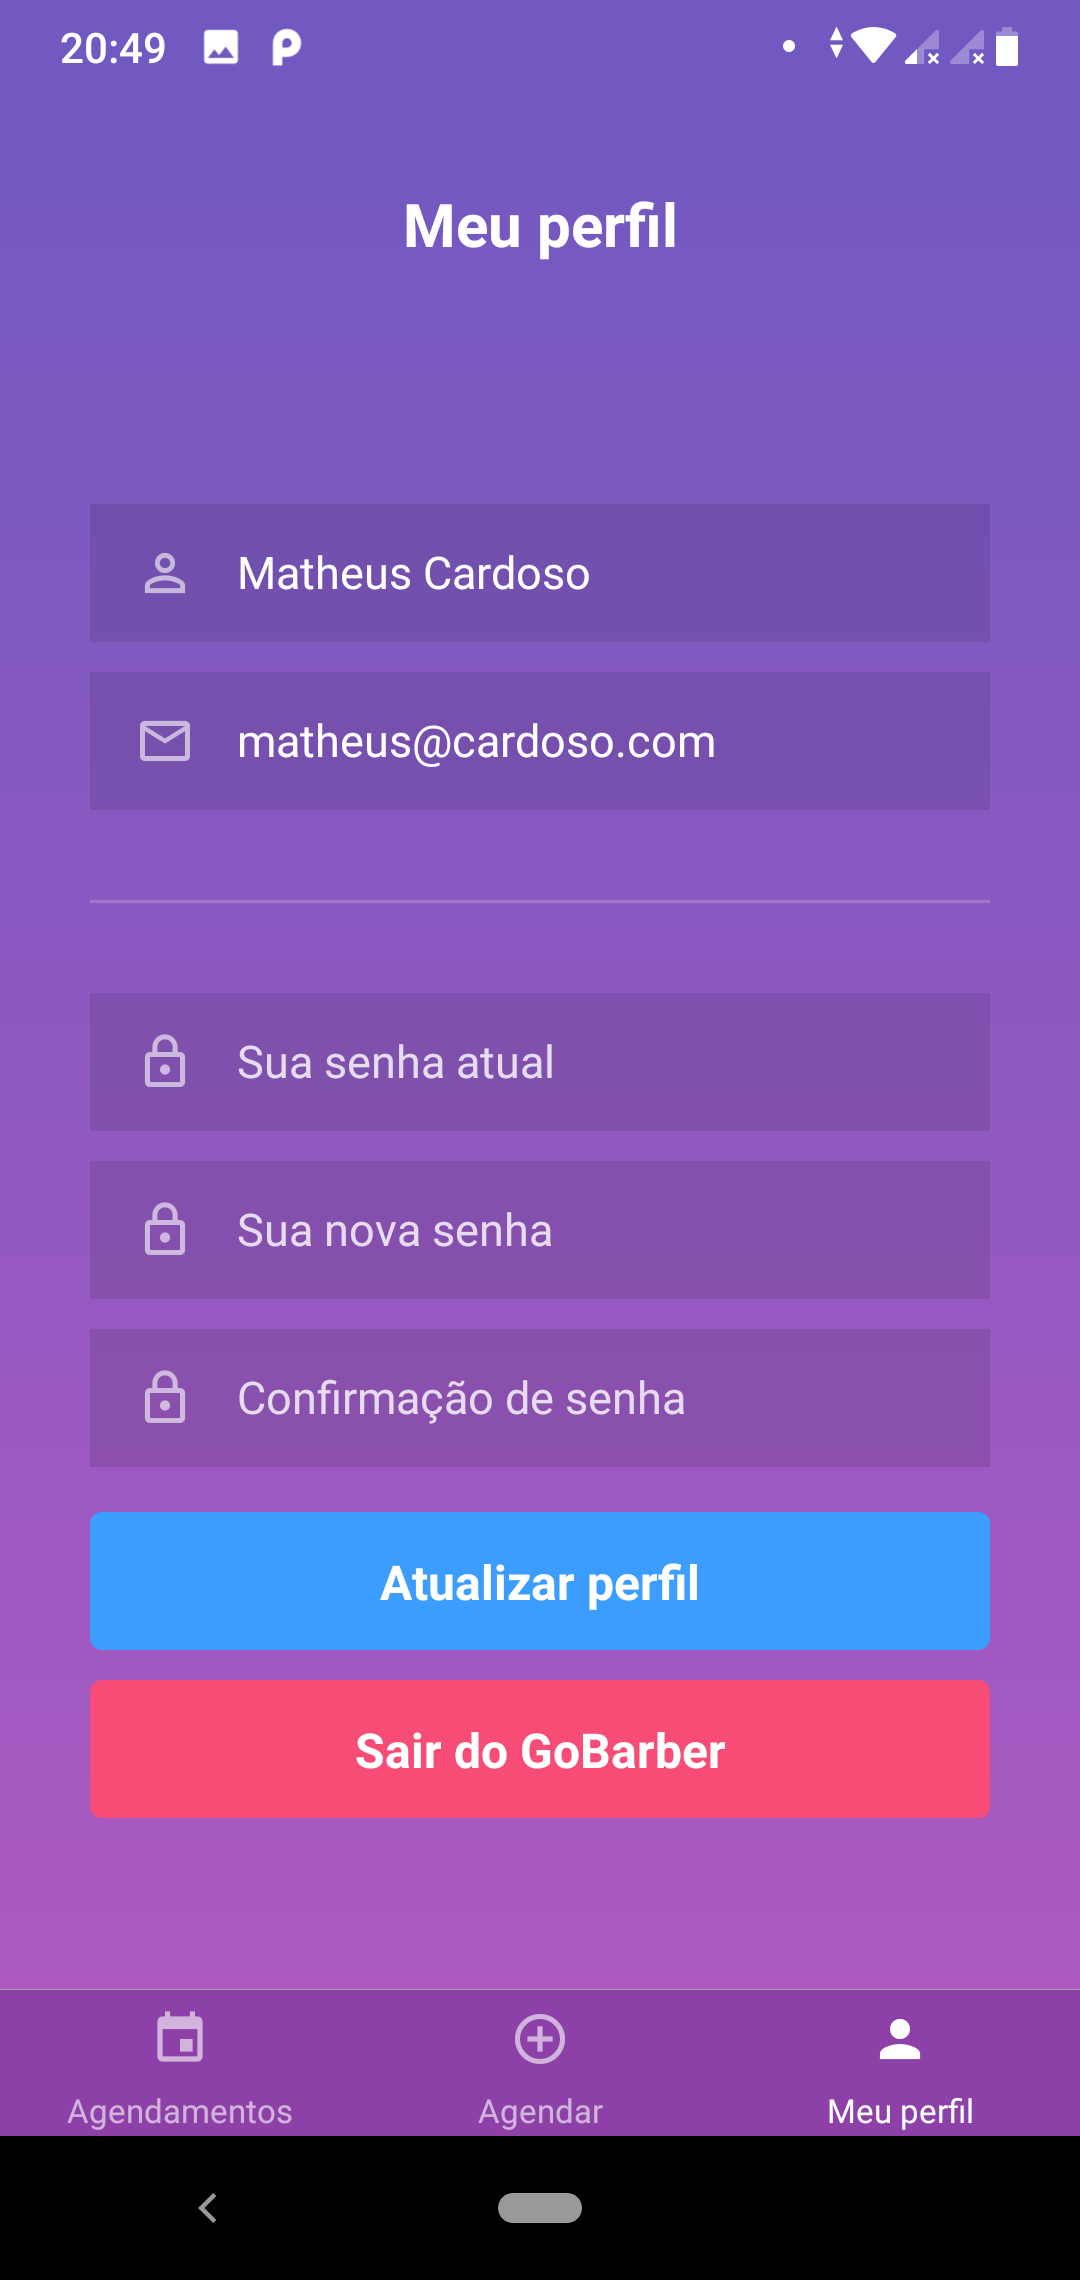 20:49
Meu perfil
Matheus Cardoso
matheus@cardoso.com
Sua senha atual
Sua nova senha
Confirmação de senha
Atualizar perfil
Sair do GoBarber
Agendamentos
Agendar
Meu perfil